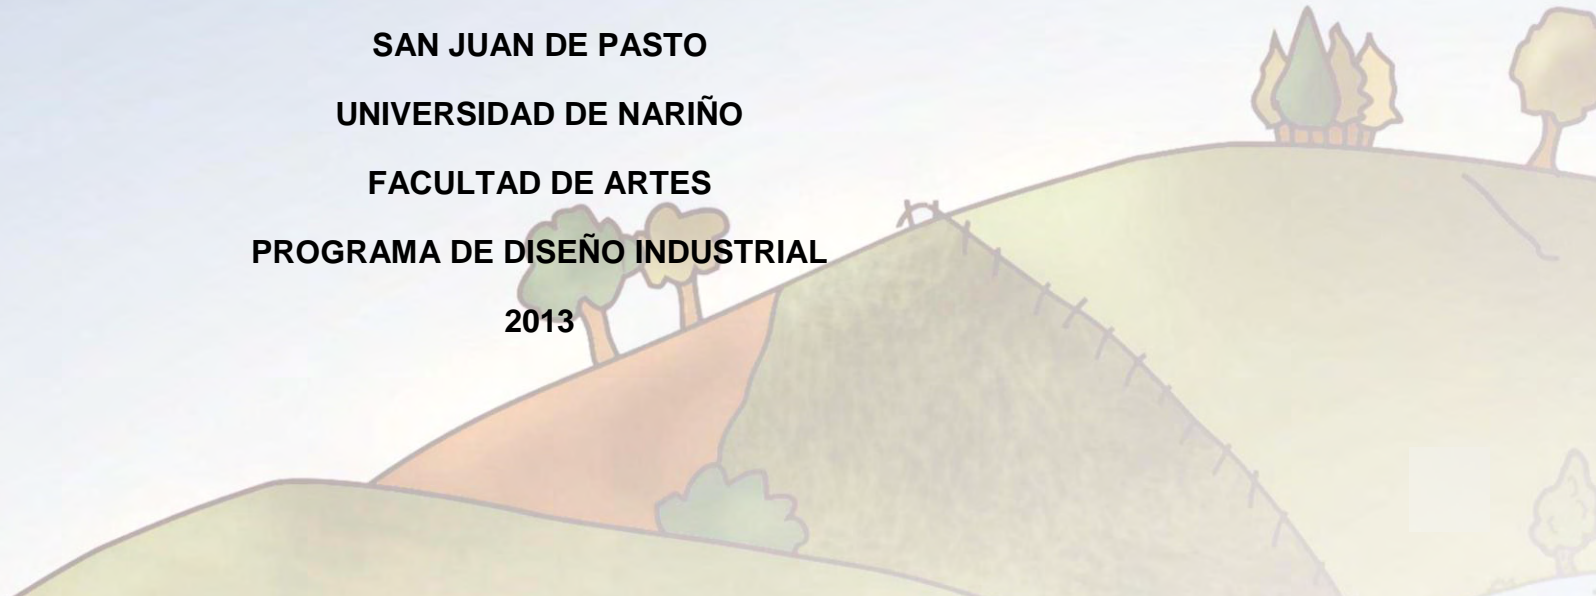 SAN JUAN DE PASTO
UNIVERSIDAD DE NARIÑO
FACULTAD DE ARTES
PROGRAMA DE DISEÑO INDUSTRIAL
2013